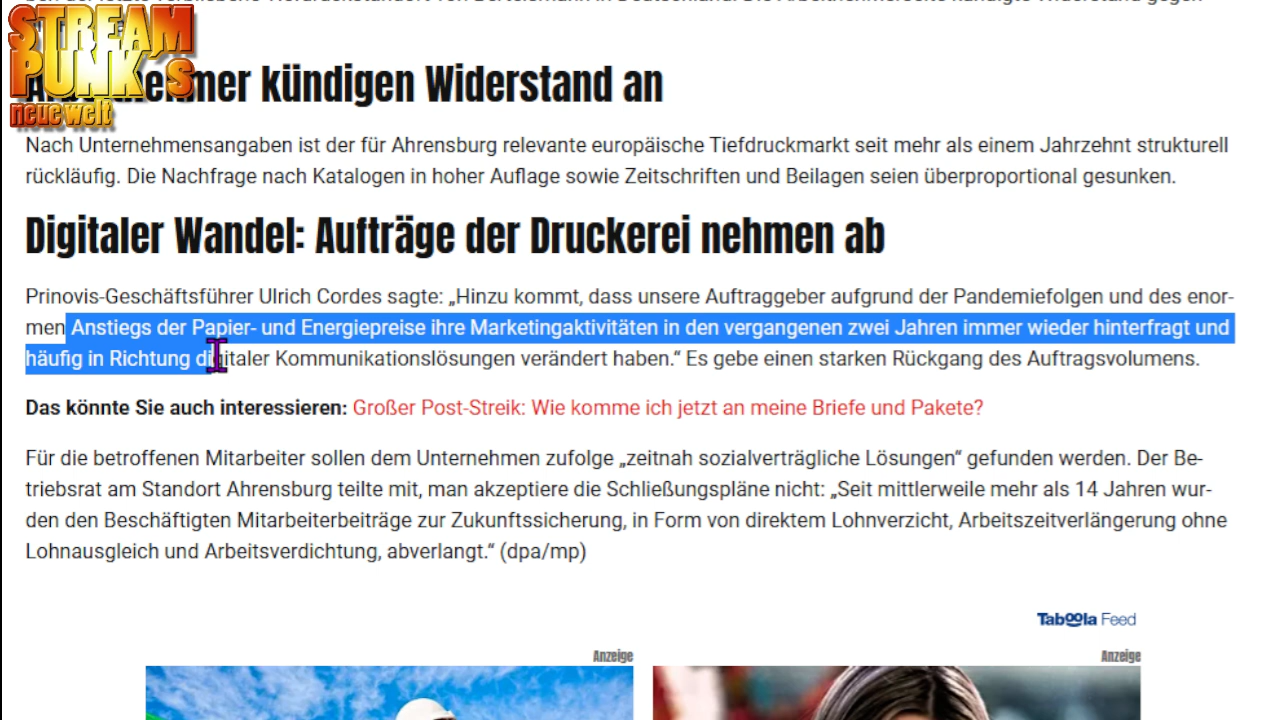 STREAM
PUNK's
neue welt
nehmer kündigen Widerstand an
Nach Unternehmensangaben ist der für Ahrensburg relevante europäische Tiefdruckmarkt seit mehr als einem Jahrzehnt strukturell
rückläufig. Die Nachfrage nach Katalogen in hoher Auflage sowie Zeitschriften und Beilagen seien überproportional gesunken.
Digitaler Wandel: Aufträge der Druckerei nehmen ab
Prinovis-Geschäftsführer Ulrich Cordes sagte: „Hinzu kommt, dass unsere Auftraggeber aufgrund der Pandemiefolgen und des enor-
men Anstiegs der Papier- und Energiepreise ihre Marketingaktivitäten in den vergangenen zwei Jahren immer wieder hinterfragt und
häufig in Richtung digitaler Kommunikationslösungen verändert haben.“ Es gebe einen starken Rückgang des Auftragsvolumens.
Das könnte Sie auch interessieren: Großer Post-Streik: Wie komme ich jetzt an meine Briefe und Pakete?
Für die betroffenen Mitarbeiter sollen dem Unternehmen zufolge „zeitnah sozialverträgliche Lösungen“ gefunden werden. Der Be-
triebsrat am Standort Ahrensburg teilte mit, man akzeptiere die Schließungspläne nicht: „Seit mittlerweile mehr als 14 Jahren wur-
den den Beschäftigten Mitarbeiterbeiträge zur Zukunftssicherung, in Form von direktem Lohnverzicht, Arbeitszeitverlängerung ohne
Lohnausgleich und Arbeitsverdichtung, abverlangt.“ (dpa/mp)
Taboola Feed
Anzeige
Anzeige